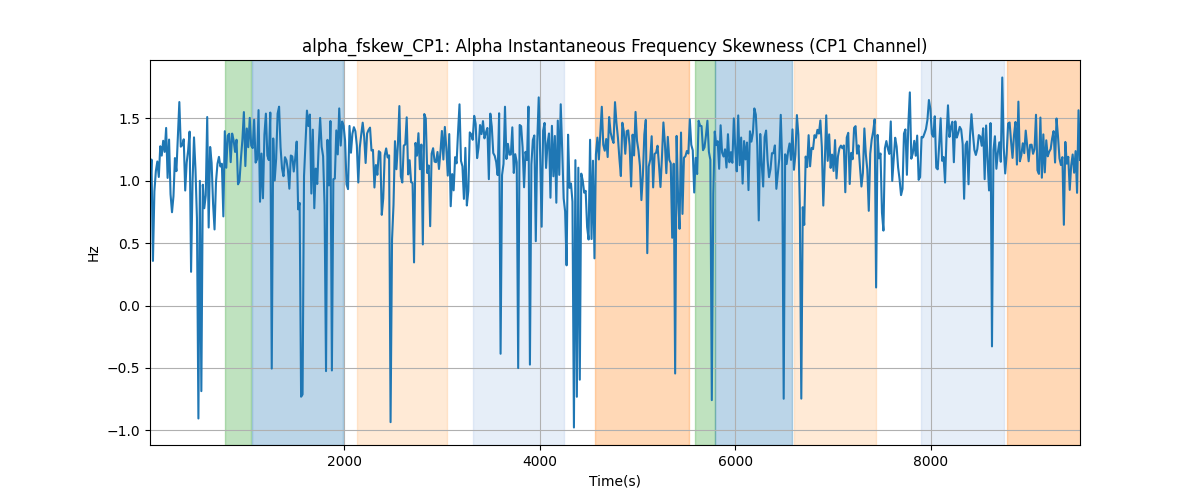 alpha_fskew_CP1: Alpha Instantaneous Frequency Skewness (CP1 Channel)
1.5
1.0
0.5
0.0
−0.5
−1.0
Hz
2000 4000 6000 8000
Time(s)